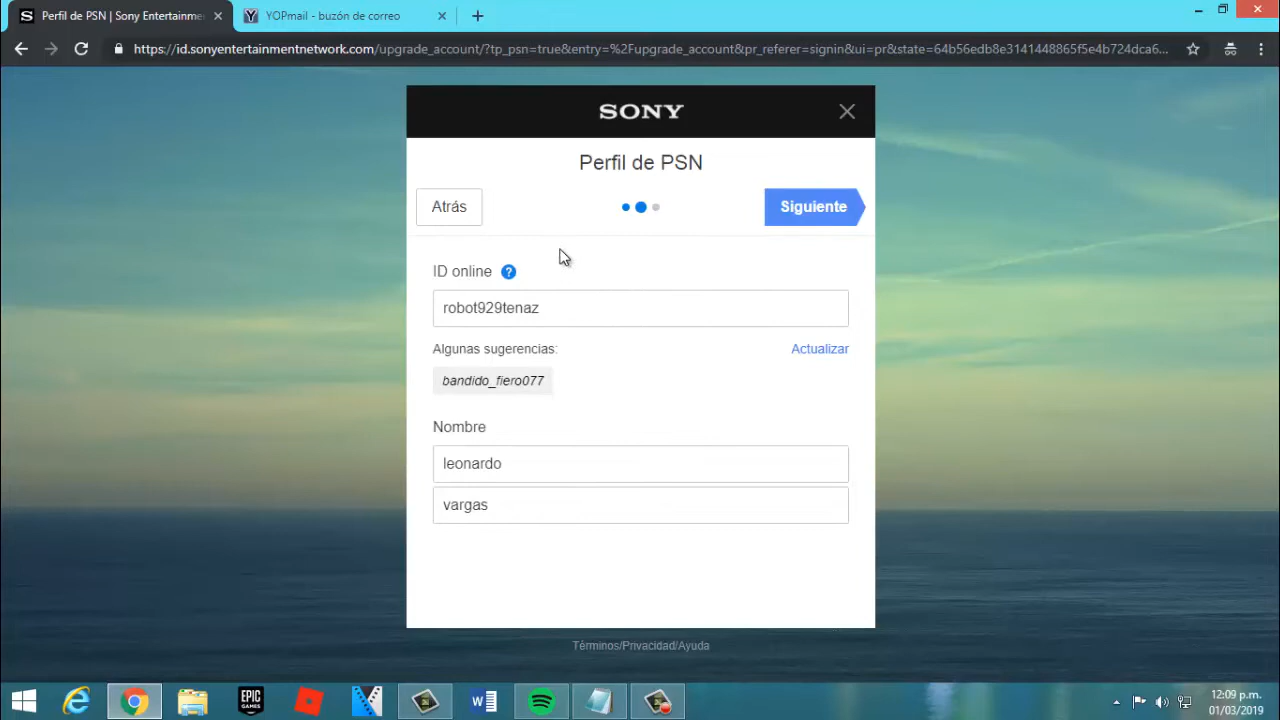 Perfil de PSN | Sony Entertainme
YOPmail - buzón de correo
https://id.sonyentertainmentnetwork.com/upgrade_account/?tp_psn=true&entry=%2Fupgrade_account&pr_referer=signin&ui=pr&state=64b56edb8e3141448865f5e4b724dca6...
SONY
Perfil de PSN
Atrás
Siguiente
ID online ?
robot929tenaz
Algunas sugerencias: Actualizar
bandido_fiero077
Nombre
leonardo
vargas
Términos/Privacidad/Ayuda
EPIC GAMES
12:09 p.m.
01/03/2019